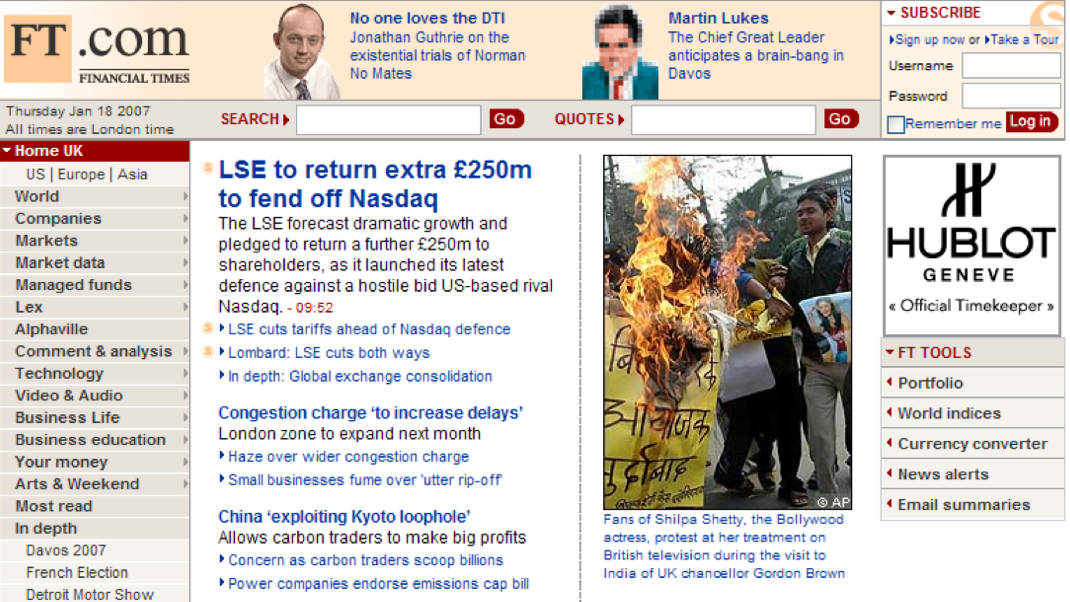 FT.com
FINANCIAL TIMES
No one loves the DTI
Jonathan Guthrie on the
existential trials of Norman
No Mates
Martin Lukes
The Chief Great Leader
anticipates a brain-bang in
Davos
SUBSCRIBE
Sign up now or Take a Tour
Username
Password
Remember me Log in
Thursday Jan 18 2007
All times are London time
SEARCH Go
QUOTES Go
Home UK
US | Europe | Asia
World
Companies
Markets
Market data
Managed funds
Lex
Alphaville
Comment & analysis
Technology
Video & Audio
Business Life
Business education
Your money
Arts & Weekend
Most read
In depth
Davos 2007
French Election
Detroit Motor Show
LSE to return extra £250m
to fend off Nasdaq
The LSE forecast dramatic growth and
pledged to return a further £250m to
shareholders, as it launched its latest
defence against a hostile bid US-based rival
Nasdaq. - 09:52
LSE cuts tariffs ahead of Nasdaq defence
Lombard: LSE cuts both ways
In depth: Global exchange consolidation
Congestion charge ‘to increase delays’
London zone to expand next month
Haze over wider congestion charge
Small businesses fume over 'utter rip-off'
China ‘exploiting Kyoto loophole’
Allows carbon traders to make big profits
Concern as carbon traders scoop billions
Power companies endorse emissions cap bill
आयोजक
मुर्दाबाद
© AP
Fans of Shilpa Shetty, the Bollywood
actress, protest at her treatment on
British television during the visit to
India of UK chancellor Gordon Brown
HUBLOT
GENEVE
« Official Timekeeper »
FT TOOLS
Portfolio
World indices
Currency converter
News alerts
Email summaries